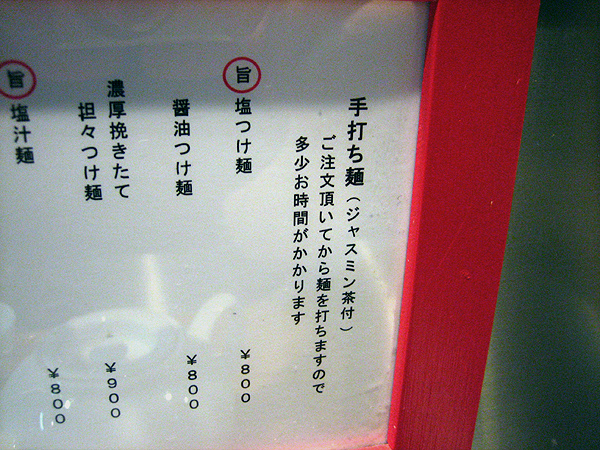 手打ち麺（ジャスミン茶付）
ご注文頂いてから麺を打ちますので
多少お時間がかかります
旨 塩つけ麺 ¥800
醤油つけ麺 ¥800
濃厚挽きたて
担々つけ麺 ¥900
旨 塩汁麺 ¥800